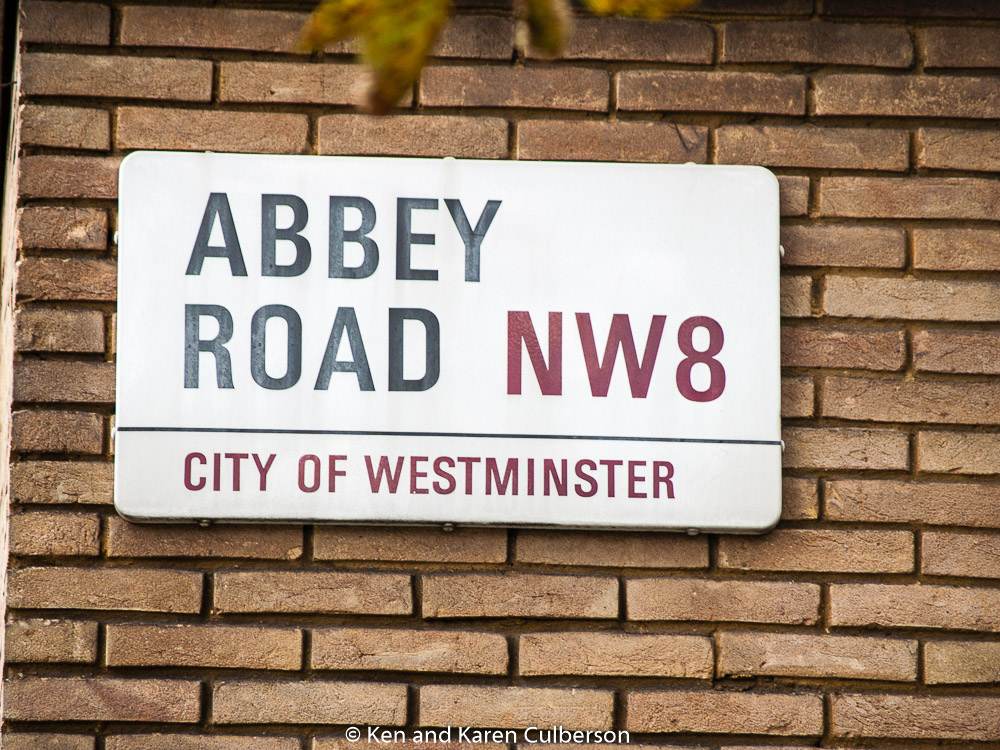 ABBEY
ROAD NW8
CITY OF WESTMINSTER
© Ken and Karen Culberson